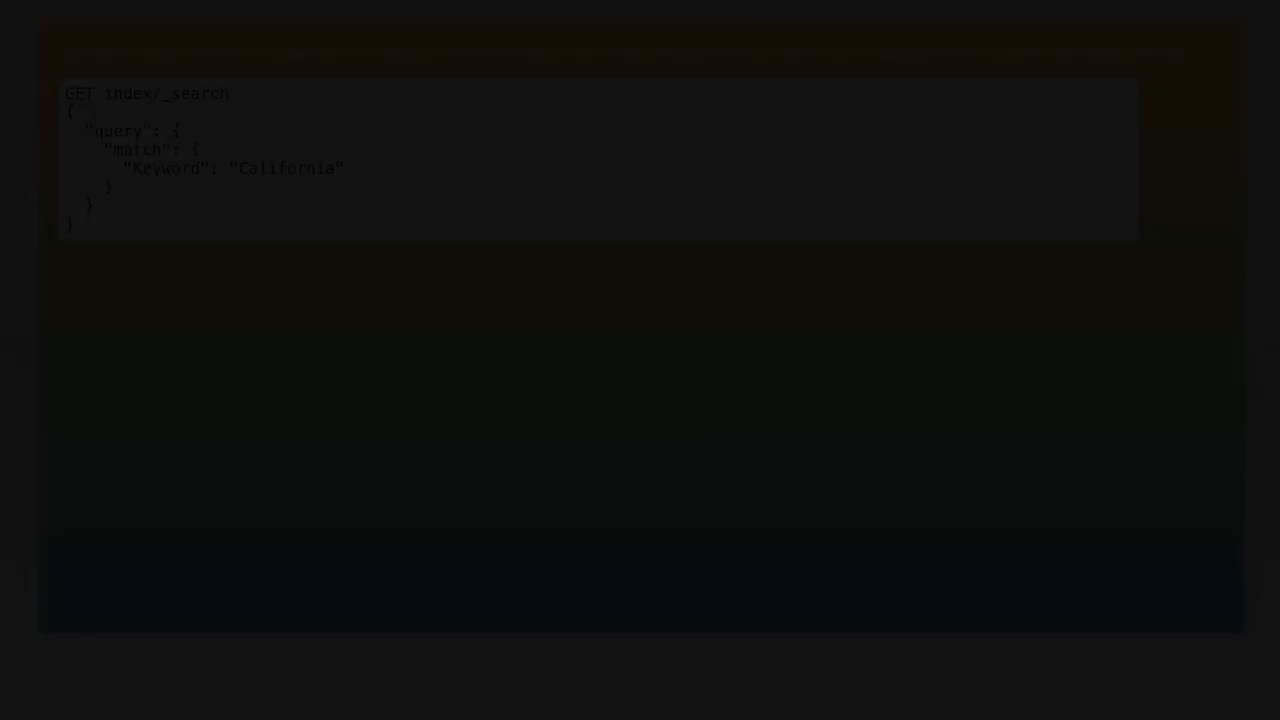 GET index/_search
{
  "query": {
    "match": {
      "Keyword": "California"
    }
  }
}